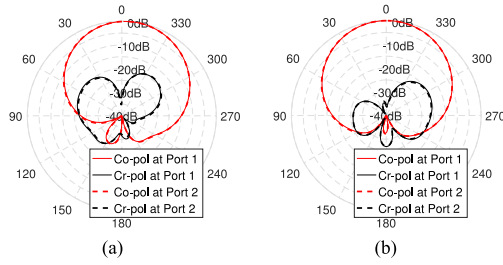 0
30
330
0dB
-10dB
60
300
-20dB
-30dB
90
-40dB
270
Co-pol at Port 1
Cr-pol at Port 1
Co-pol at Port 2
Cr-pol at Port 2
120
240
150
180
(a)
0
30
330
0dB
-10dB
60
300
-20dB
-30dB
90
270
Co-pol at Port 1
Cr-pol at Port 1
Co-pol at Port 2
Cr-pol at Port 2
120
240
150
180
(b)